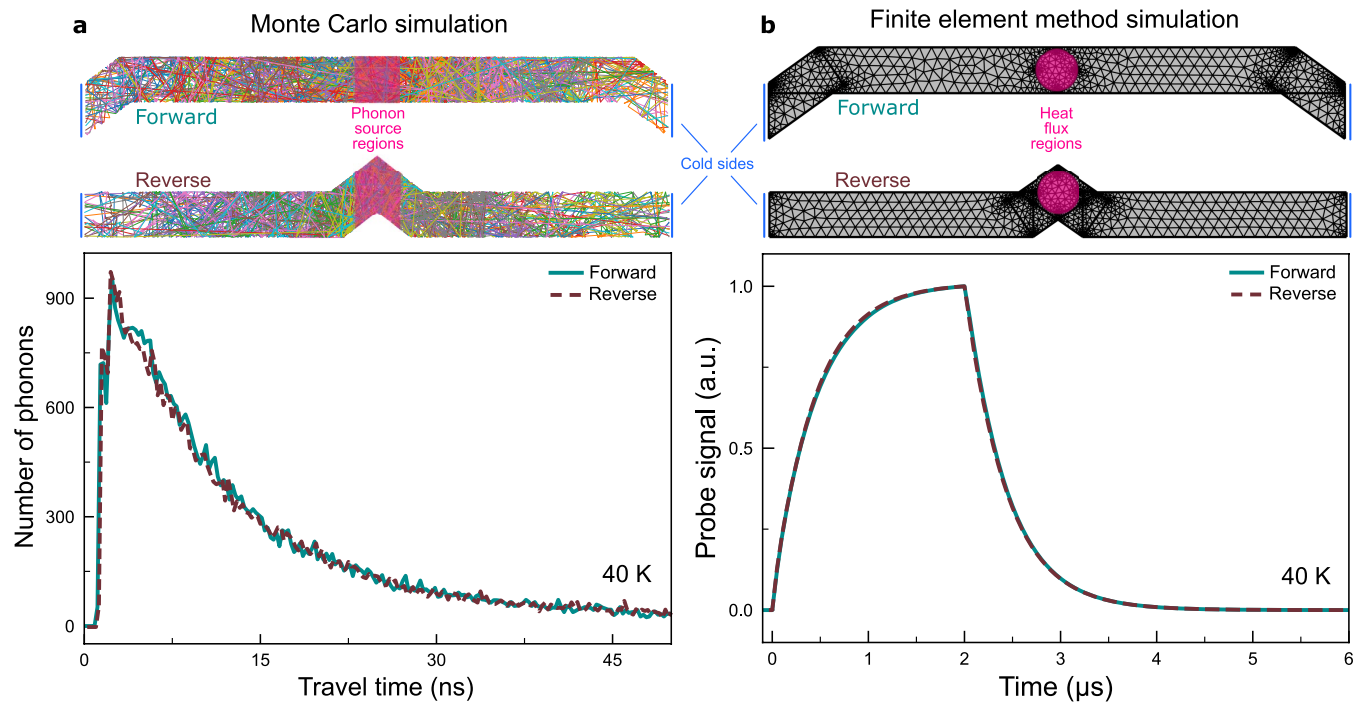 a
Monte Carlo simulation
Forward
Phonon
source
regions
Reverse
Cold sides
b
Finite element method simulation
Forward
Heat
flux
regions
Reverse
Forward
Reverse
900
600
300
0
Number of phonons
40 K
0
15
30
45
Travel time (ns)
Forward
Reverse
1.0
0.5
0.0
Probe signal (a.u.)
40 K
0
1
2
3
4
5
6
Time (μs)